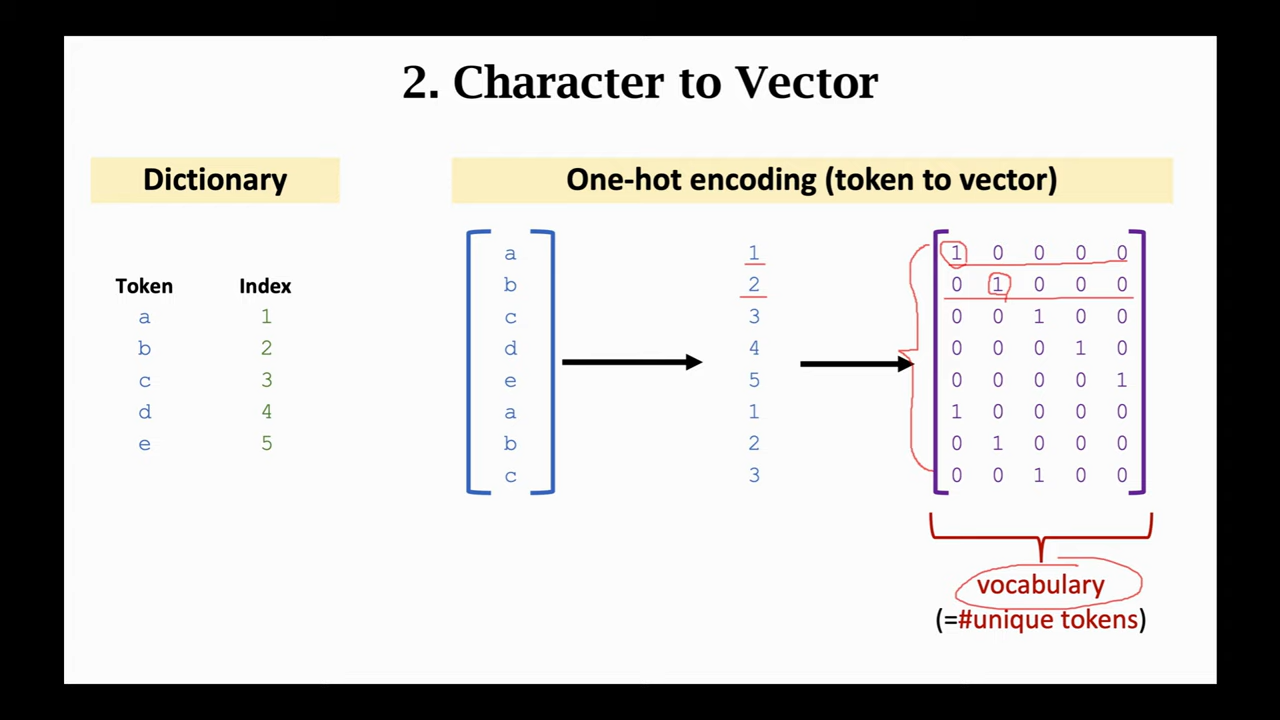 2. Character to Vector
Dictionary
Token Index
a 1
b 2
c 3
d 4
e 5
One-hot encoding (token to vector)
a 1 1 0 0 0 0
b 2 0 1 0 0 0
c 3 0 0 1 0 0
d 4 0 0 0 1 0
e 5 0 0 0 0 1
a 1 1 0 0 0 0
b 2 0 1 0 0 0
c 3 0 0 1 0 0
vocabulary
(=#unique tokens)